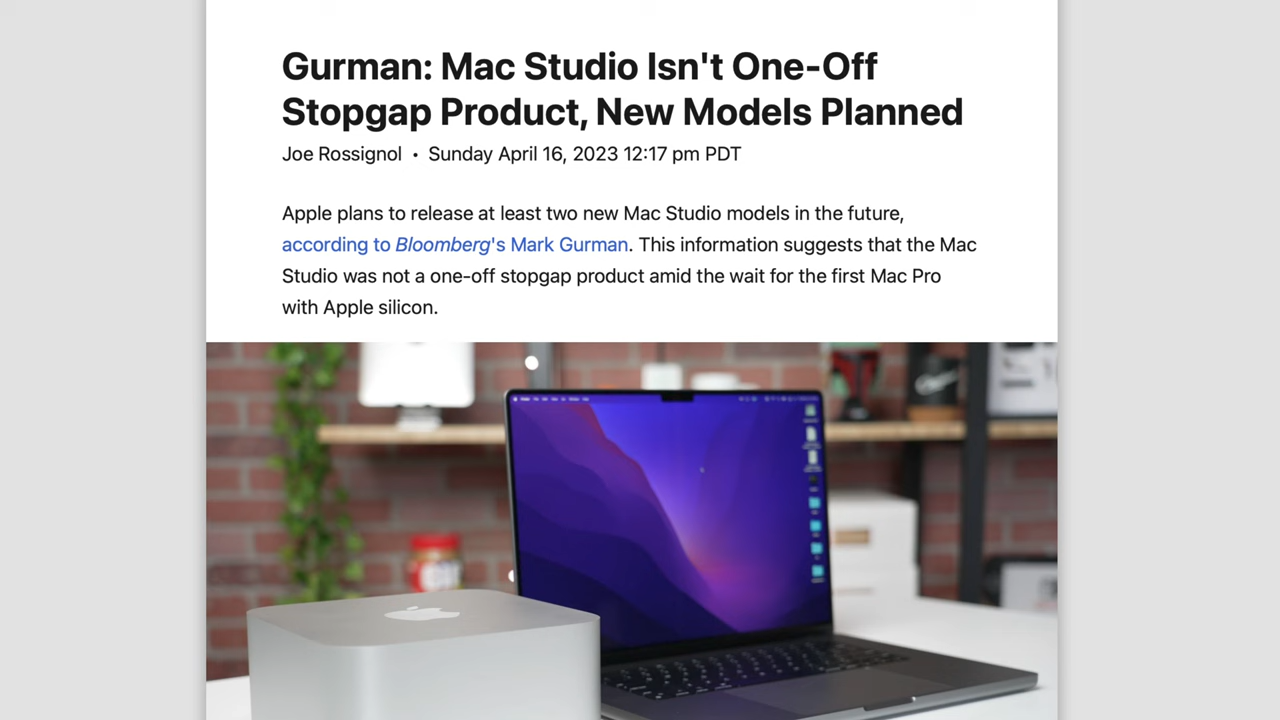 Gurman: Mac Studio Isn't One-Off
Stopgap Product, New Models Planned
Joe Rossignol • Sunday April 16, 2023 12:17 pm PDT
Apple plans to release at least two new Mac Studio models in the future,
according to Bloomberg's Mark Gurman. This information suggests that the Mac
Studio was not a one-off stopgap product amid the wait for the first Mac Pro
with Apple silicon.